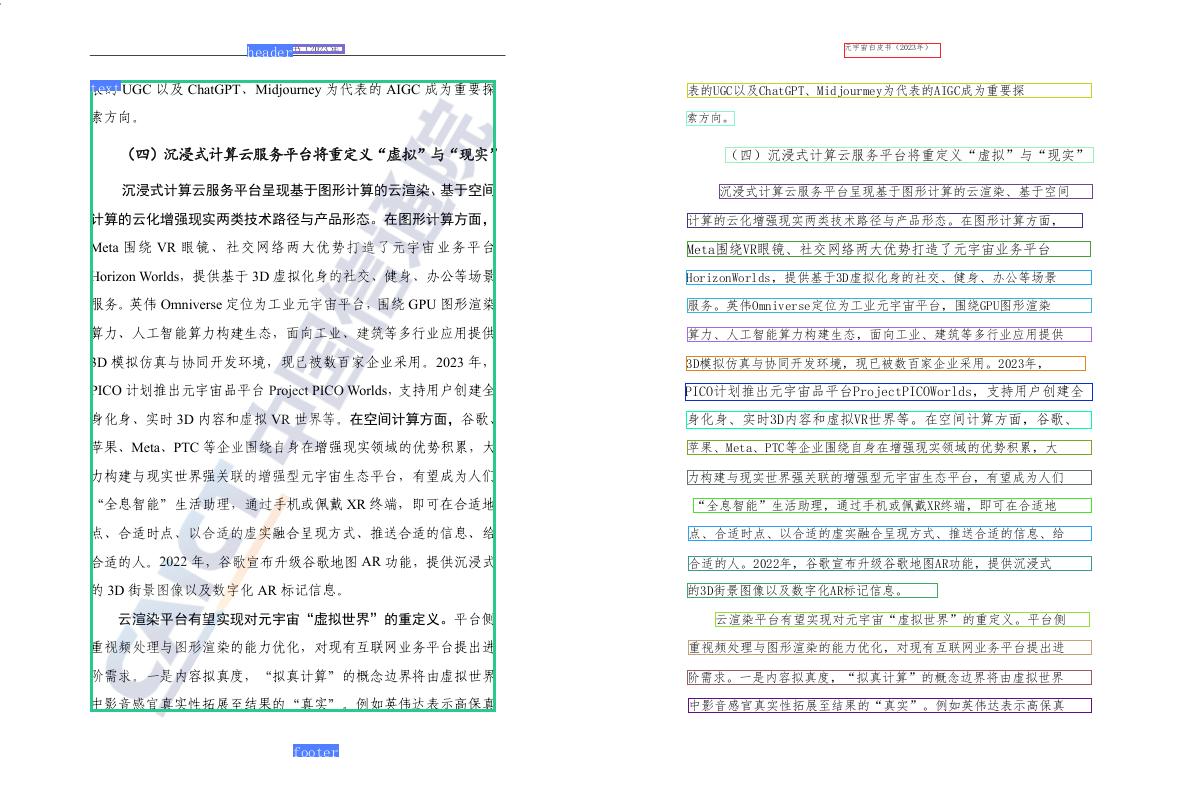 header
text
表的 UGC 以及 ChatGPT、Midjourney 为代表的 AIGC 成为重要探
索方向。
（四）沉浸式计算云服务平台将重定义“虚拟”与“现实”
沉浸式计算云服务平台呈现基于图形计算的云渲染、基于空间
计算的云化增强现实两类技术路径与产品形态。在图形计算方面，
Meta 围绕 VR 眼镜、社交网络两大优势打造了元宇宙业务平台
Horizon Worlds，提供基于 3D 虚拟化身的社交、健身、办公等场景
服务。英伟 Omniverse 定位为工业元宇宙平台，围绕 GPU 图形渲染
算力、人工智能算力构建生态，面向工业、建筑等多行业应用提供
3D 模拟仿真与协同开发环境，现已被数百家企业采用。2023 年，
PICO 计划推出元宇宙品平台 Project PICO Worlds，支持用户创建全
身化身、实时 3D 内容和虚拟 VR 世界等。在空间计算方面，谷歌、
苹果、Meta、PTC 等企业围绕自身在增强现实领域的优势积累，大
力构建与现实世界强关联的增强型元宇宙生态平台，有望成为人们
“全息智能”生活助理，通过手机或佩戴 XR 终端，即可在合适地
点、合适时点、以合适的虚实融合呈现方式、推送合适的信息、给
合适的人。2022 年，谷歌宣布升级谷歌地图 AR 功能，提供沉浸式
的 3D 街景图像以及数字化 AR 标记信息。
云渲染平台有望实现对元宇宙“虚拟世界”的重定义。平台侧
重视频处理与图形渲染的能力优化，对现有互联网业务平台提出进
阶需求。一是内容拟真度，“拟真计算”的概念边界将由虚拟世界
中影音感官真实性拓展至结果的“真实”。例如英伟达表示高保真
CAICT 中国信通院
footer
元宇宙白皮书（2023年）
表的UGC以及ChatGPT、Midjourmey为代表的AIGC成为重要探
索方向。
（四）沉浸式计算云服务平台将重定义“虚拟”与“现实”
沉浸式计算云服务平台呈现基于图形计算的云渲染、基于空间
计算的云化增强现实两类技术路径与产品形态。在图形计算方面，
Meta围绕VR眼镜、社交网络两大优势打造了元宇宙业务平台
HorizonWorlds，提供基于3D虚拟化身的社交、健身、办公等场景
服务。英伟Omniverse定位为工业元宇宙平台，围绕GPU图形渲染
算力、人工智能算力构建生态，面向工业、建筑等多行业应用提供
3D模拟仿真与协同开发环境，现已被数百家企业采用。2023年，
PICO计划推出元宇宙品平台ProjectPICOWorlds，支持用户创建全
身化身、实时3D内容和虚拟VR世界等。在空间计算方面，谷歌、
苹果、Meta、PTC等企业围绕自身在增强现实领域的优势积累，大
力构建与现实世界强关联的增强型元宇宙生态平台，有望成为人们
“全息智能”生活助理，通过手机或佩戴XR终端，即可在合适地
点、合适时点、以合适的虚实融合呈现方式、推送合适的信息、给
合适的人。2022年，谷歌宣布升级谷歌地图AR功能，提供沉浸式
的3D街景图像以及数字化AR标记信息。
云渲染平台有望实现对元宇宙“虚拟世界”的重定义。平台侧
重视频处理与图形渲染的能力优化，对现有互联网业务平台提出进
阶需求。一是内容拟真度，“拟真计算”的概念边界将由虚拟世界
中影音感官真实性拓展至结果的“真实”。例如英伟达表示高保真